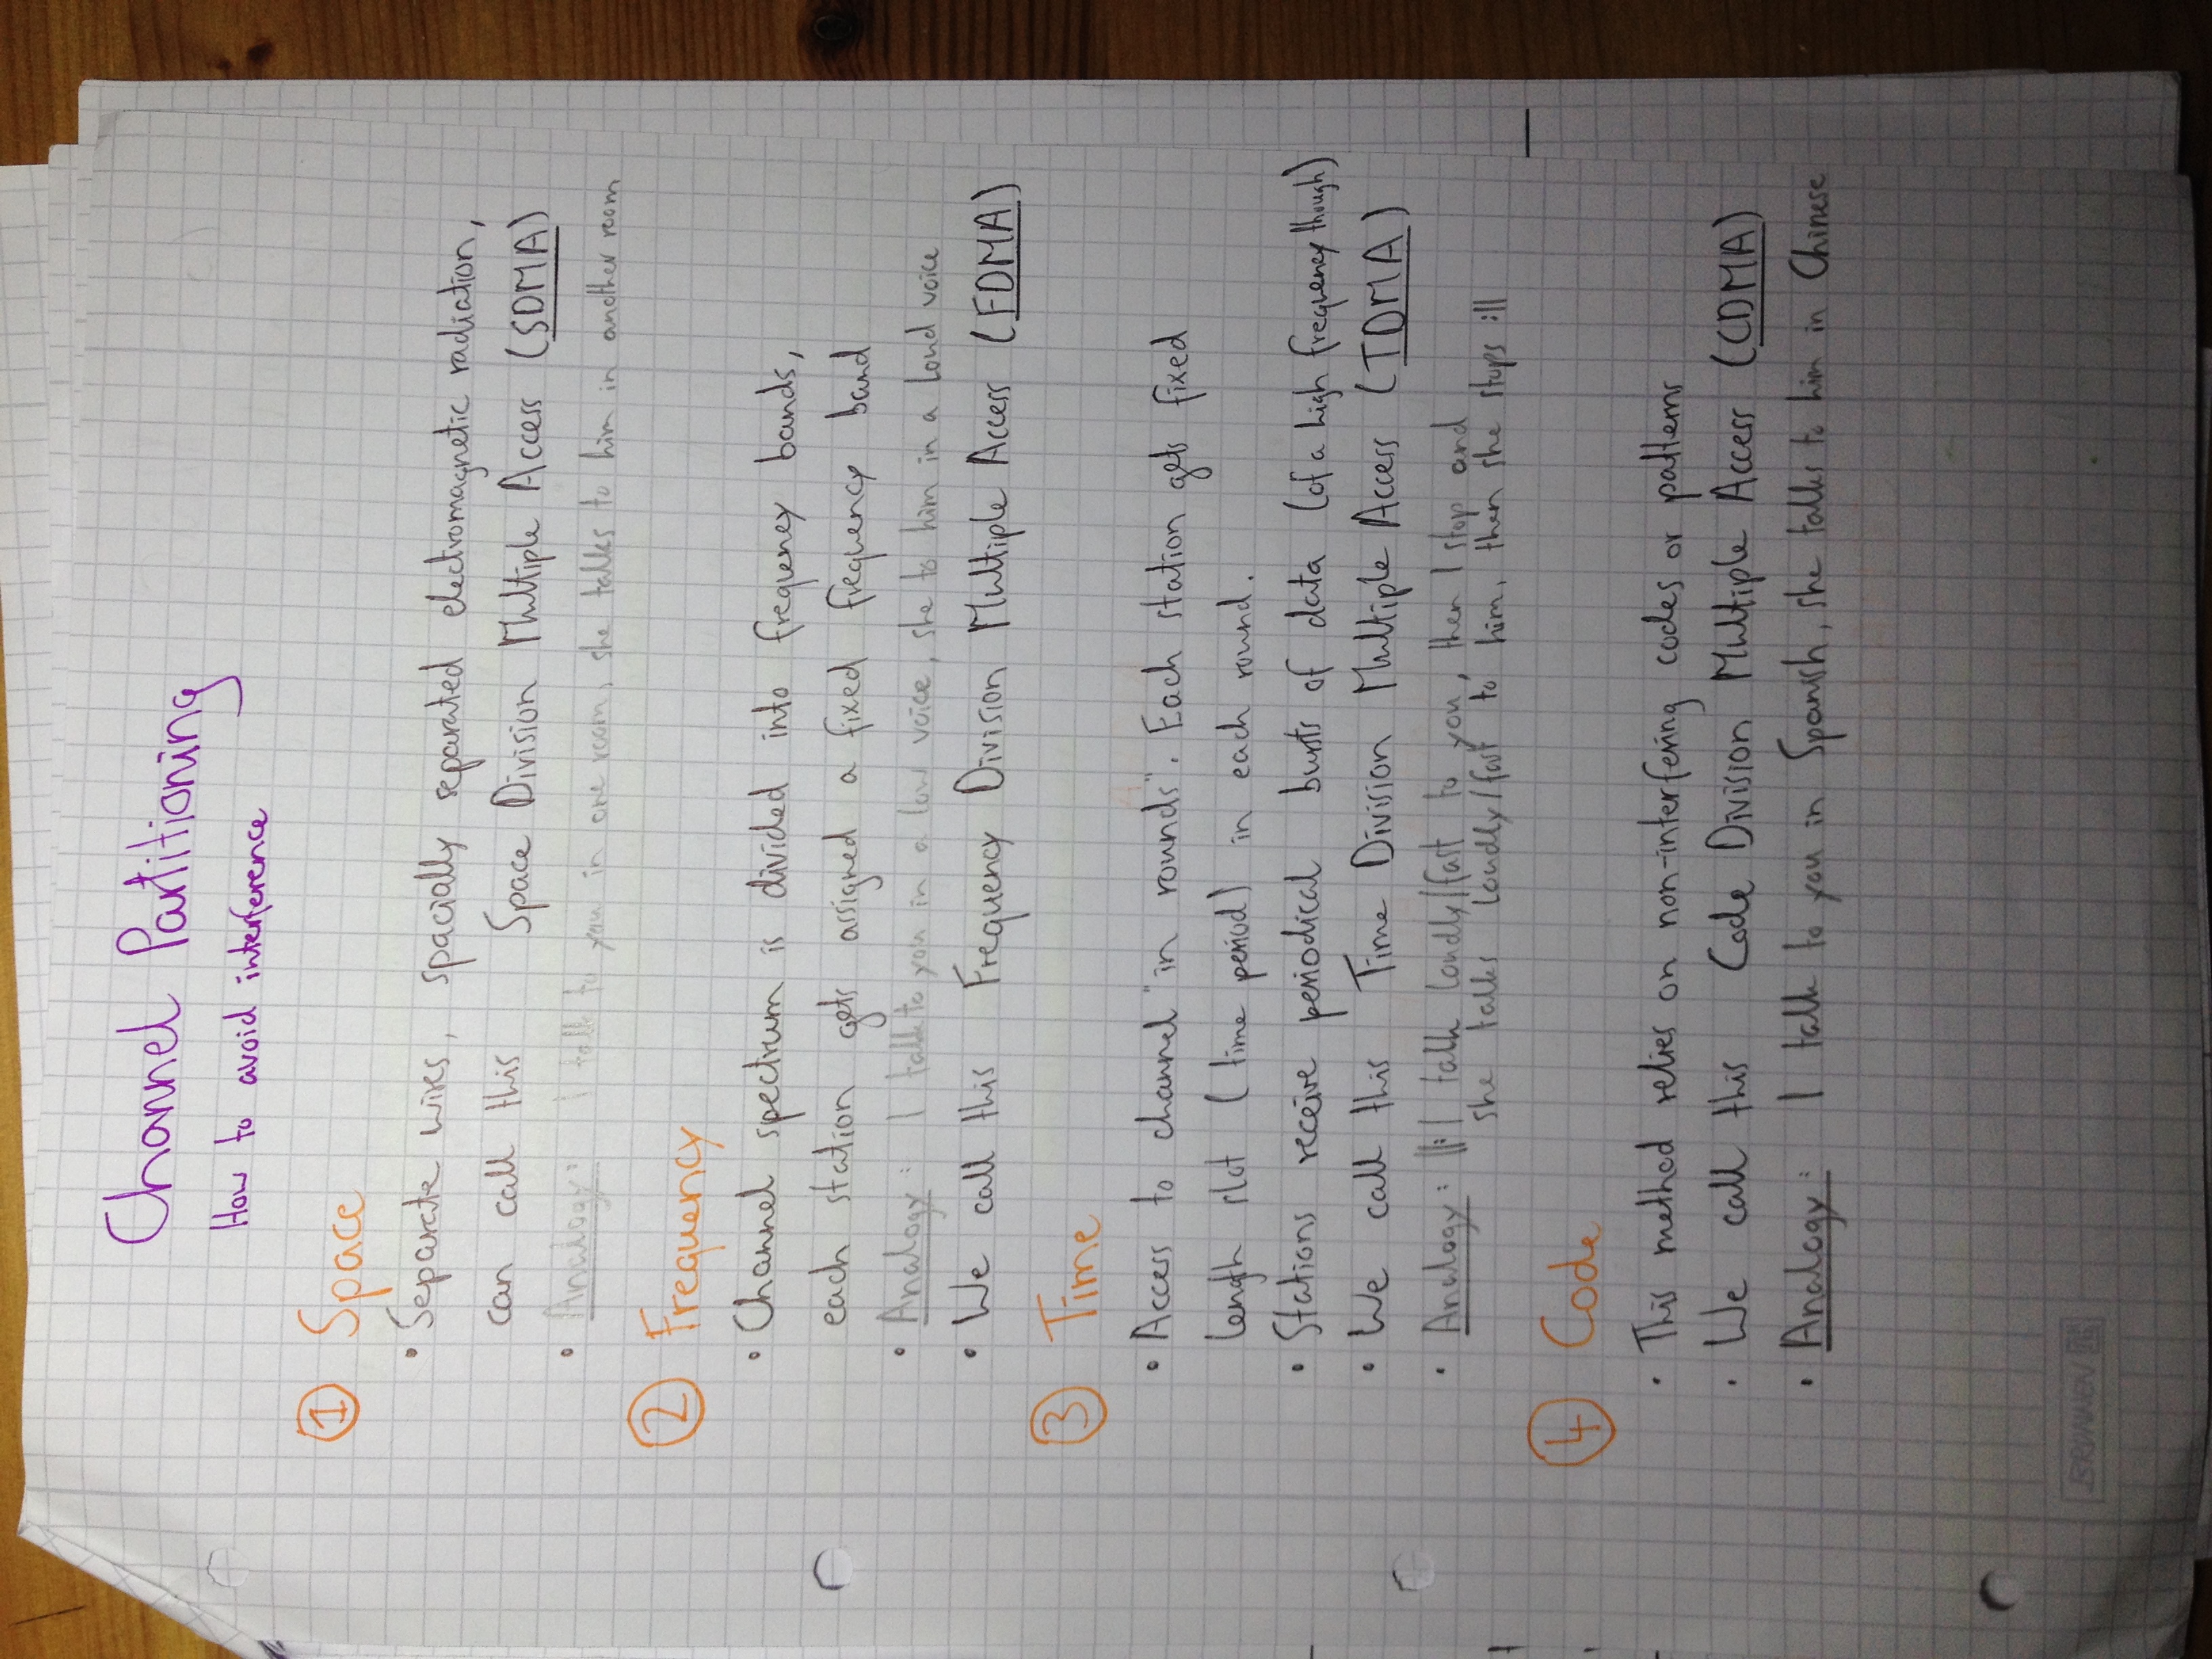 Channel Partitioning
How to avoid interference
① Space
• Separate wires, spacially separated electromagnetic radiation,
can call this Space Division Multiple Access (SDMA)
• Analogy: I talk to you in one room, she talks to him in another room
② Frequency
• Channel spectrum is divided into frequency bands,
each station gets assigned a fixed frequency band
• Analogy: I talk to you in a low voice, she to him in a loud voice
• We call this Frequency Division Multiple Access (FDMA)
③ Time
• Access to channel "in rounds". Each station gets fixed
length slot (time period) in each round.
• Stations receive periodical bursts of data (of a high frequency though)
• We call this Time Division Multiple Access (TDMA)
• Analogy: ||: I talk loudly/fast to you, then I stop and
she talks loudly/fast to him, then she stops :||
④ Code
• This method relies on non-interfering codes or patterns
• We call this Code Division Multiple Access (CDMA)
• Analogy: I talk to you in Spanish, she talks to him in Chinese
BRUNNEN